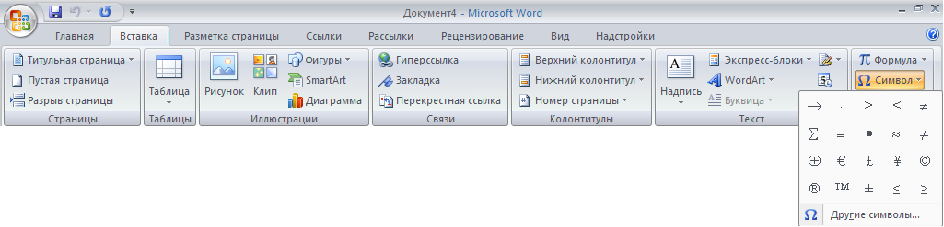 Документ4 - Microsoft Word
Главная Вставка Разметка страницы Ссылки Рассылки Рецензирование Вид Надстройки
Титульная страница Фигуры Гиперссылка Верхний колонтитул Экспресс-блоки π Формула
Пустая страница SmartArt Закладка Нижний колонтитул WordArt Ω Символ
Разрыв страницы Таблица Рисунок Клип Диаграмма Перекрестная ссылка Номер страницы Надпись Буквица
Страницы Таблицы Иллюстрации Связи Колонтитулы Текст
→ . > < ≠
Σ = • ≈ ≠
⊕ € £ ¥ ©
® ™ ± ≤ ≥
Ω Другие символы...